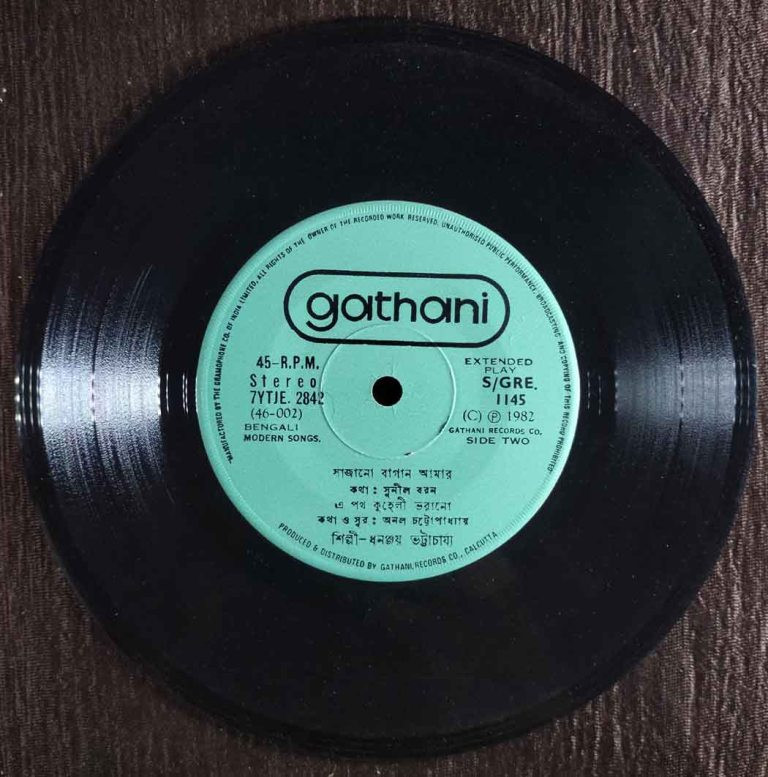 MANUFACTURED BY THE GRAMOPHONE CO. OF INDIA LIMITED. ALL RIGHTS OF THE OWNER OF THE RECORDED WORK RESERVED. UNAUTHORISED PUBLIC PERFORMANCE, BROADCASTING AND COPYING OF THIS RECORD PROHIBITED.
gathani
45-R.P.M.
Stereo
7YTJE. 2842
(46-002)
BENGALI
MODERN SONGS.
EXTENDED
PLAY
S/GRE.
1145
(C) Ⓟ 1982
GATHANI RECORDS CO.
SIDE TWO
সাজানো বাগান আমার
কথা : সুনীল বরন
এ পথ কুহেলী ভরানো
কথা ও সুর : অনল চট্টোপাধ্যায়
শিল্পী-ধনঞ্জয় ভট্টাচার্য্য
PRODUCED & DISTRIBUTED BY GATHANI RECORDS CO., CALCUTTA